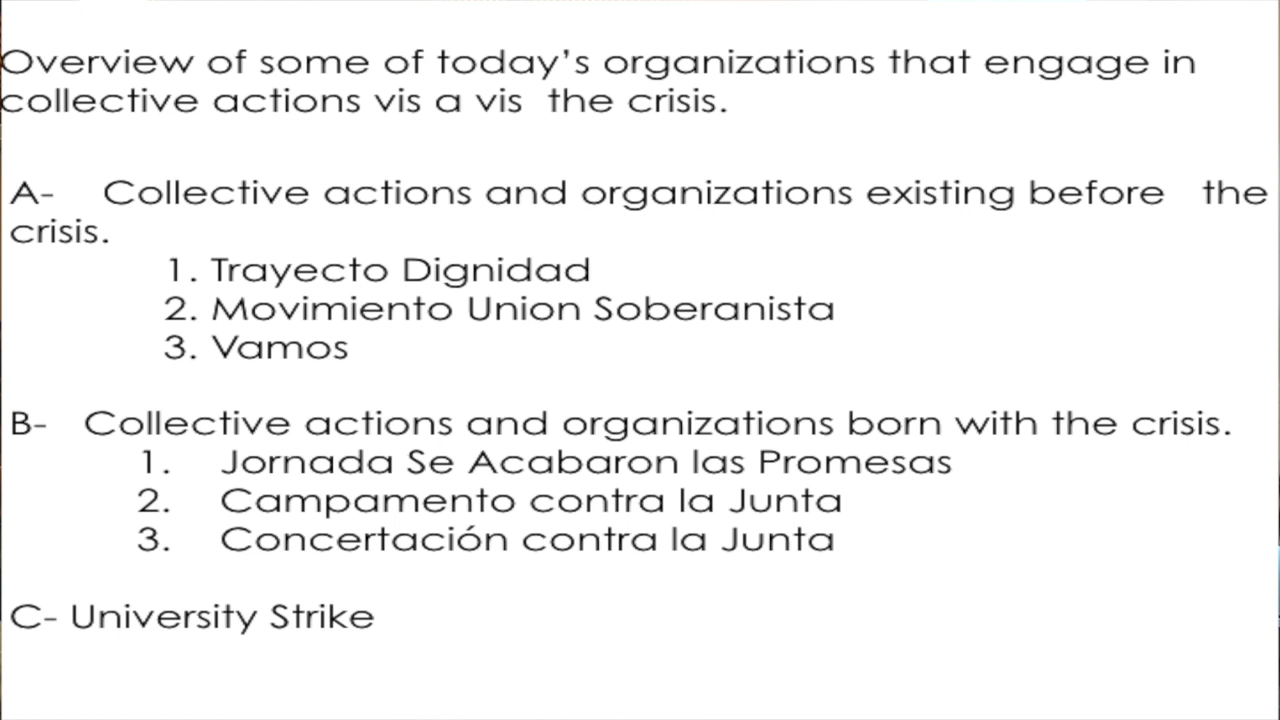 Overview of some of today's organizations that engage in
collective actions vis a vis the crisis.
A- Collective actions and organizations existing before the
crisis.
1. Trayecto Dignidad
2. Movimiento Union Soberanista
3. Vamos
B- Collective actions and organizations born with the crisis.
1. Jornada Se Acabaron las Promesas
2. Campamento contra la Junta
3. Concertación contra la Junta
C- University Strike